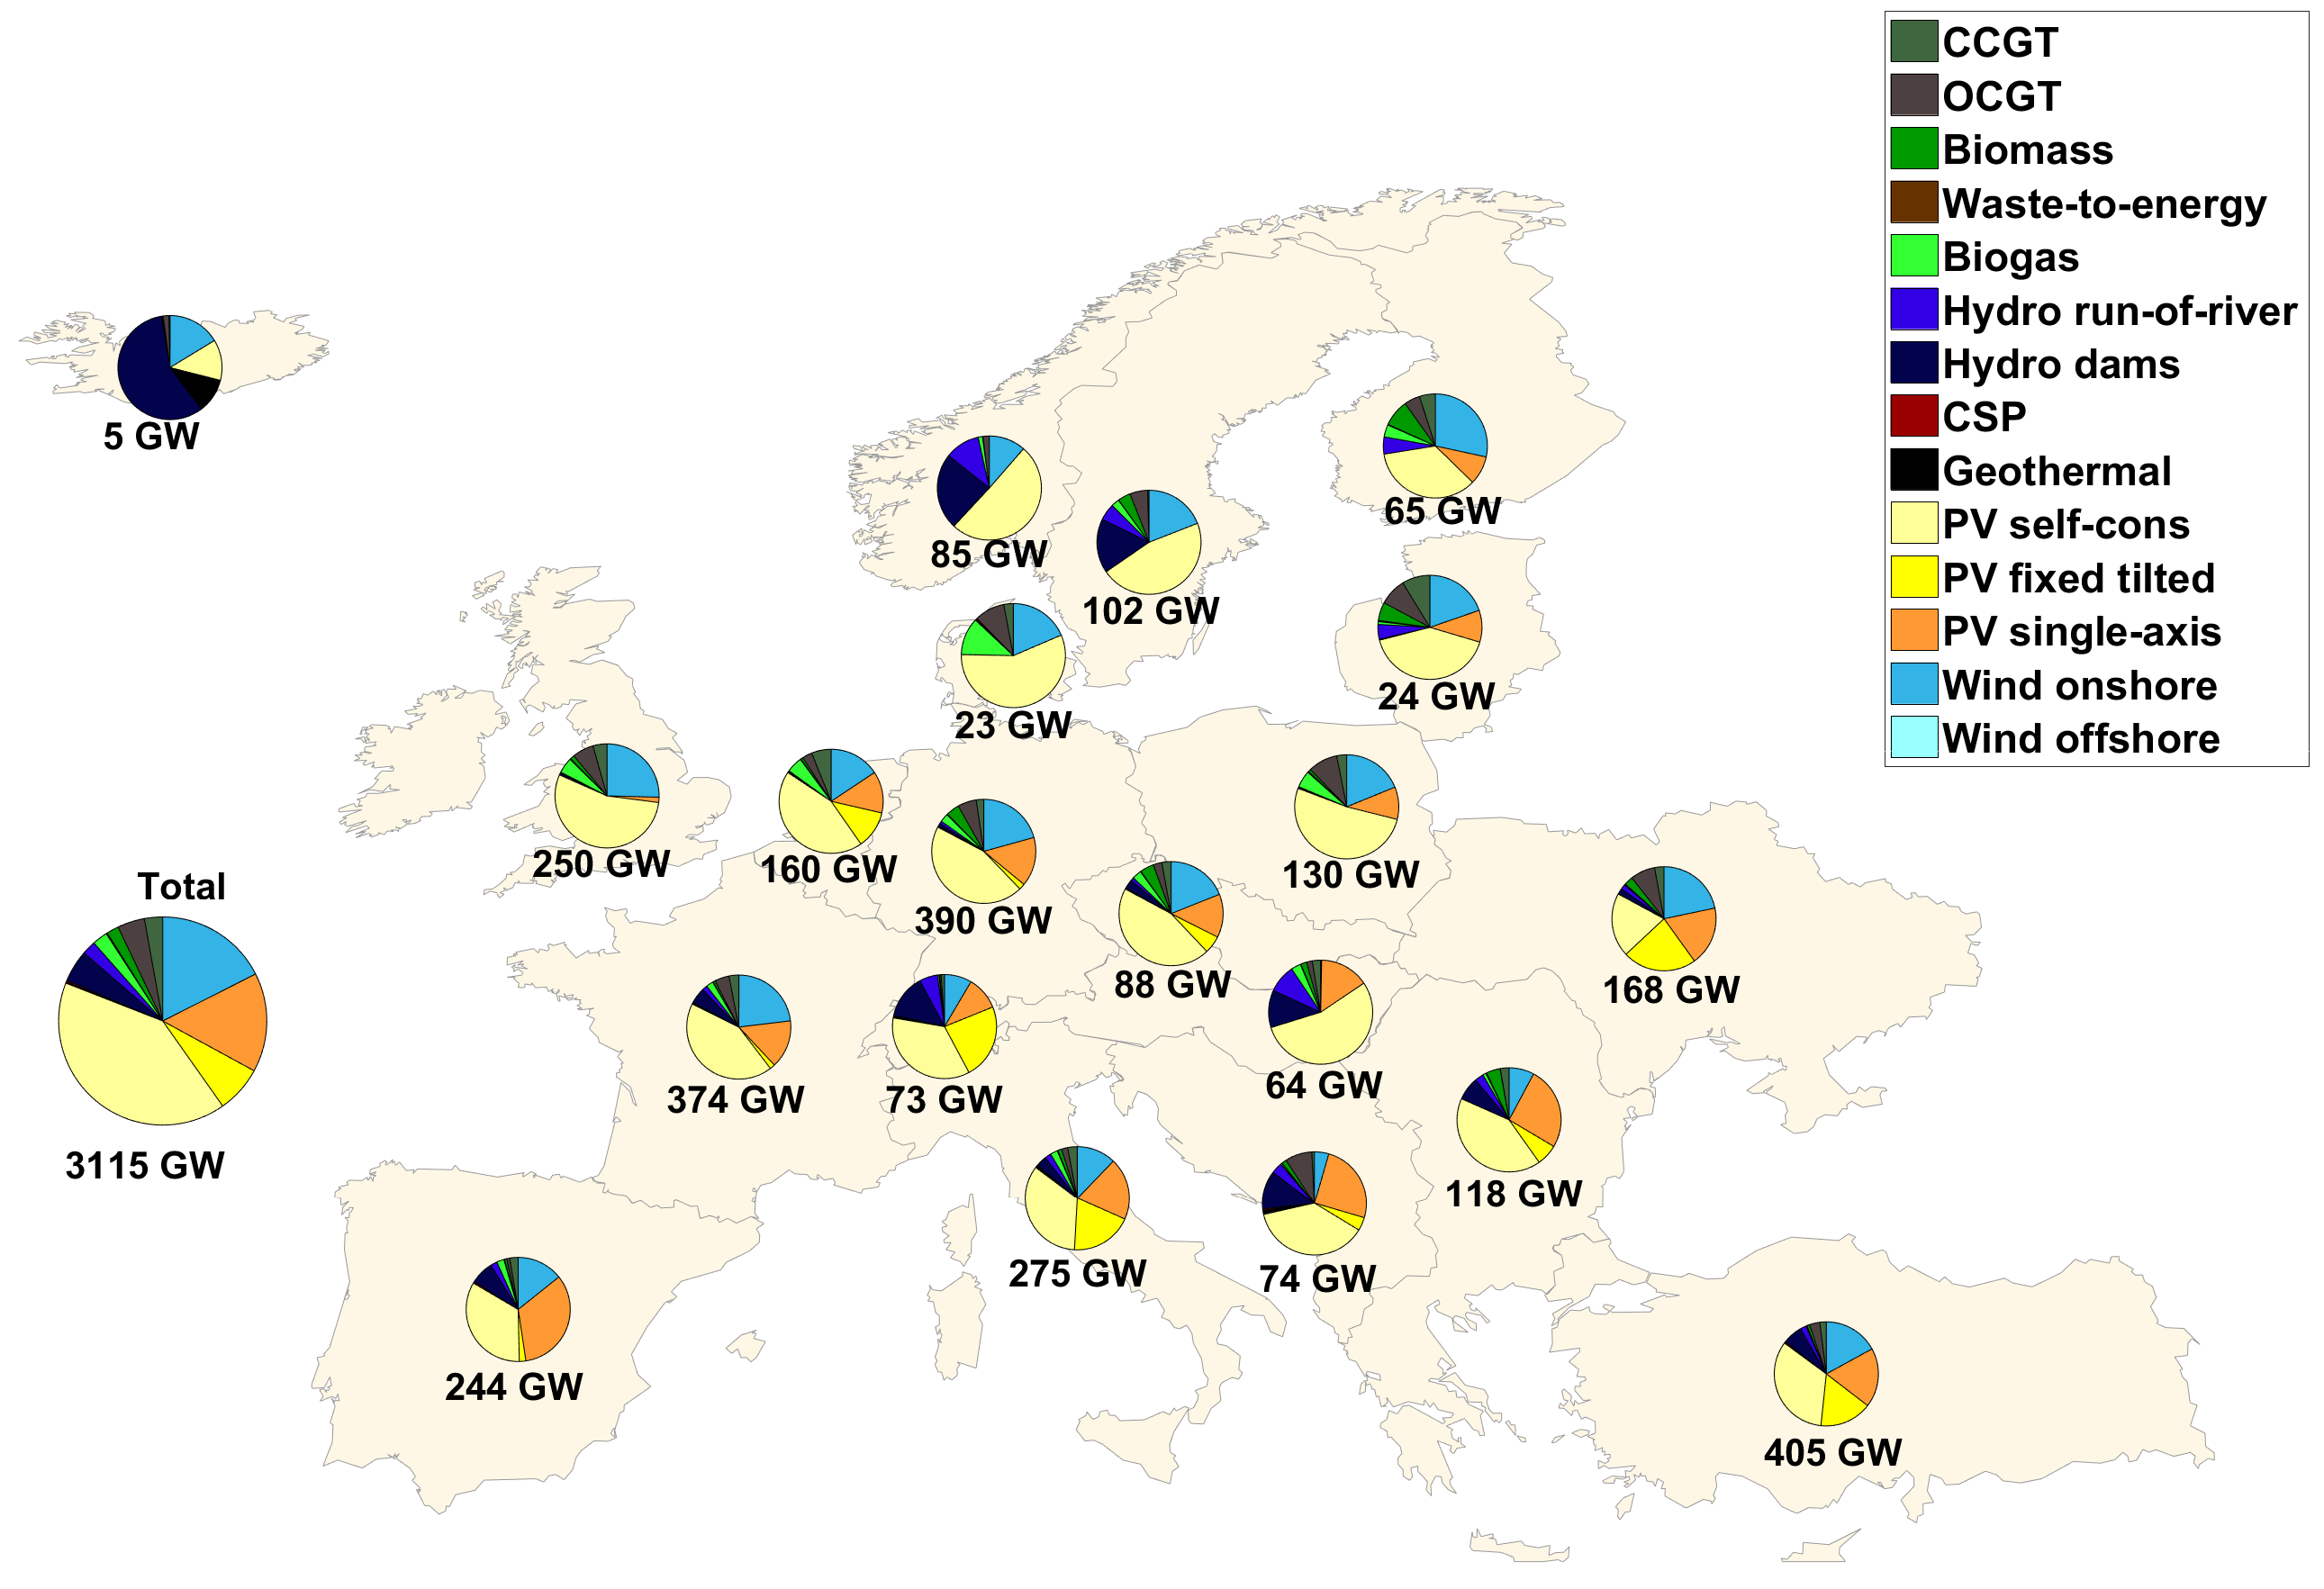 CCGT
OCGT
Biomass
Waste-to-energy
Biogas
Hydro run-of-river
Hydro dams
CSP
Geothermal
PV self-cons
PV fixed tilted
PV single-axis
Wind onshore
Wind offshore
5 GW
85 GW
65 GW
102 GW
23 GW
24 GW
250 GW
160 GW
390 GW
130 GW
Total
88 GW
168 GW
374 GW
73 GW
64 GW
3115 GW
118 GW
275 GW
74 GW
244 GW
405 GW